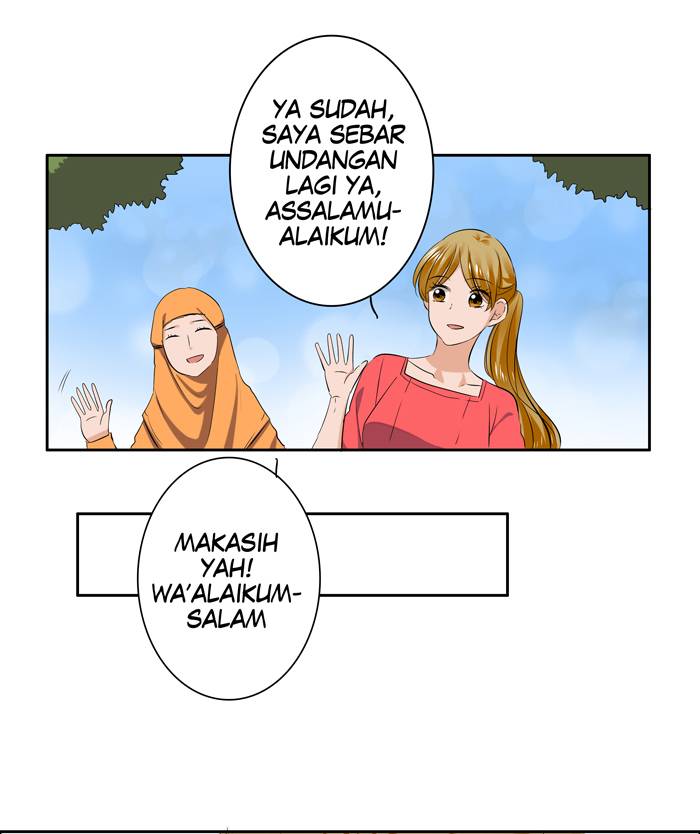 YA SUDAH,
SAYA SEBAR
UNDANGAN
LAGI YA,
ASSALAMU-
ALAIKUM!
MAKASIH
YAH!
WA'ALAIKUM-
SALAM